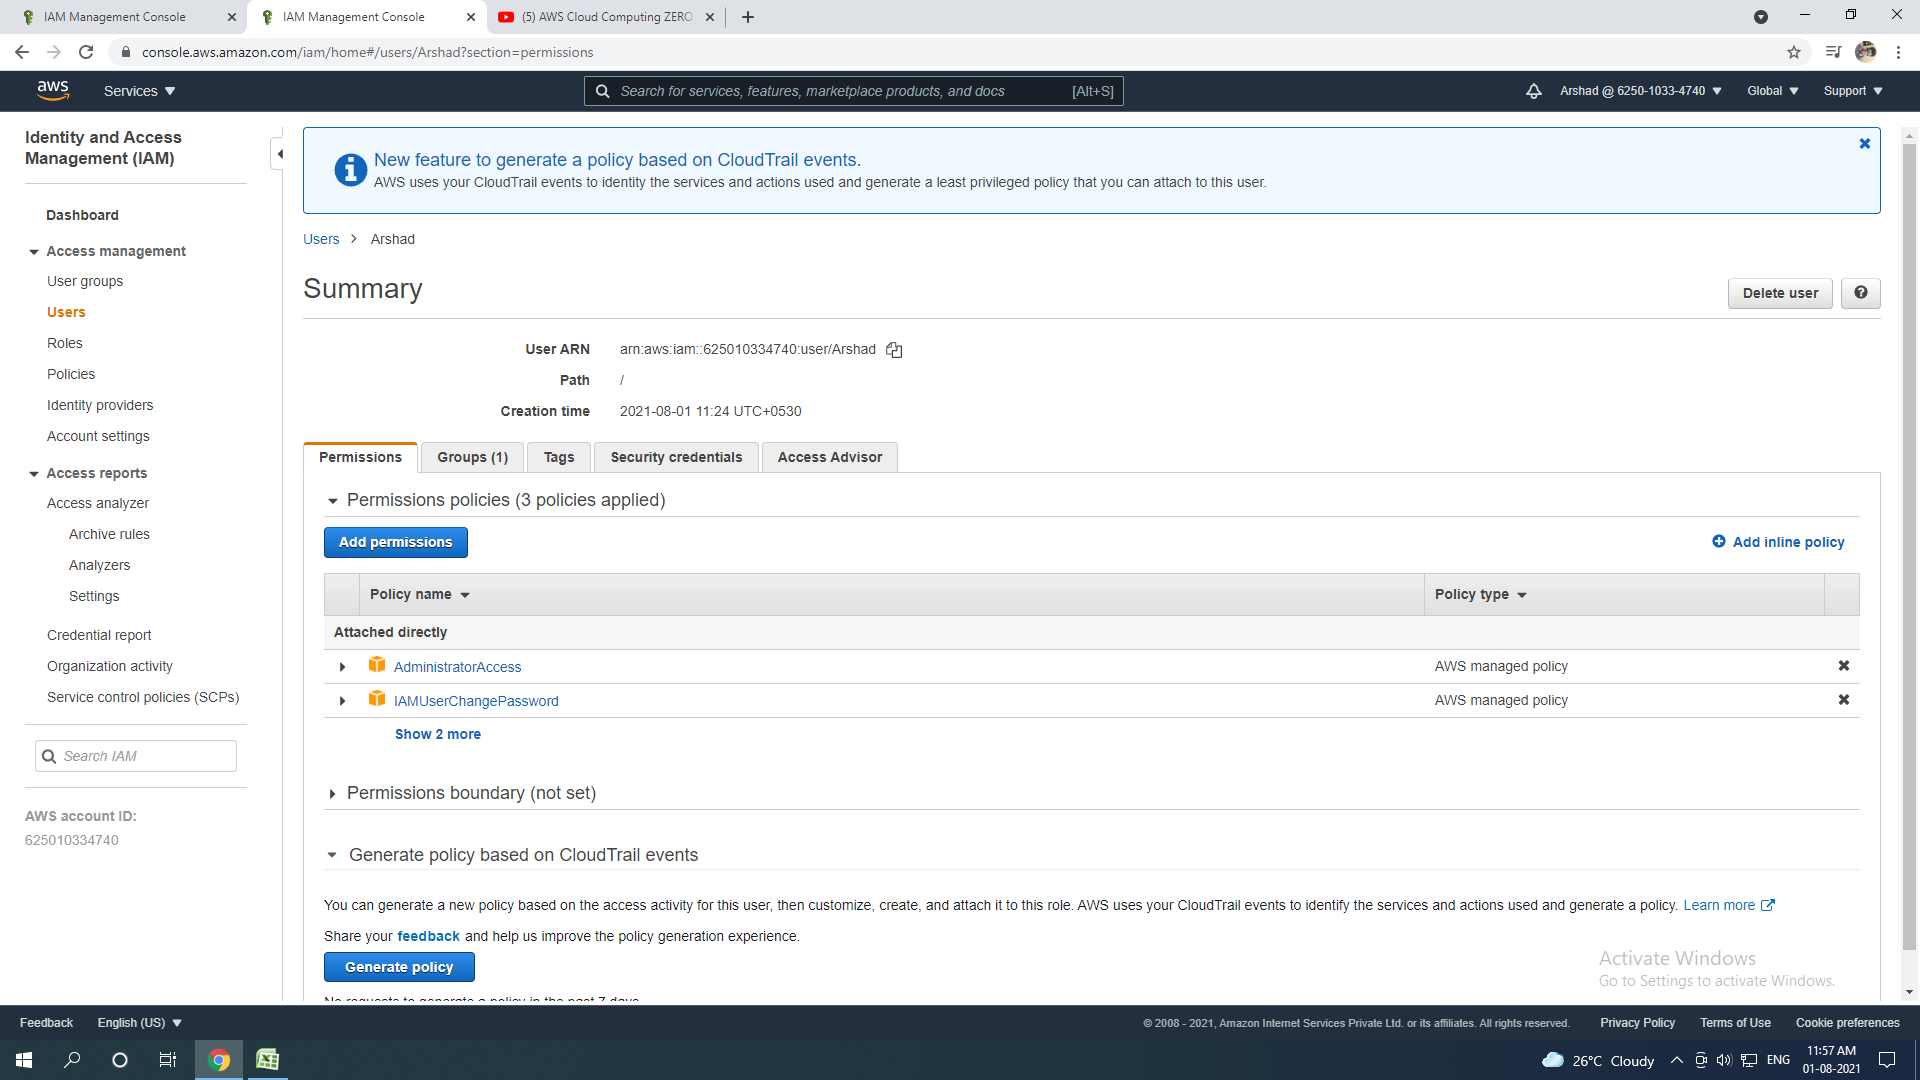 IAM Management Console
IAM Management Console
(5) AWS Cloud Computing ZERO
console.aws.amazon.com/iam/home#/users/Arshad?section=permissions
aws
Services
Search for services, features, marketplace products, and docs
[Alt+S]
Arshad @ 6250-1033-4740
Global
Support
Identity and Access
Management (IAM)
Dashboard
Access management
User groups
Users
Roles
Policies
Identity providers
Account settings
Access reports
Access analyzer
Archive rules
Analyzers
Settings
Credential report
Organization activity
Service control policies (SCPs)
Search IAM
AWS account ID:
625010334740
New feature to generate a policy based on CloudTrail events.
AWS uses your CloudTrail events to identify the services and actions used and generate a least privileged policy that you can attach to this user.
Users > Arshad
Summary
Delete user
User ARN arn:aws:iam::625010334740:user/Arshad
Path /
Creation time 2021-08-01 11:24 UTC+0530
Permissions
Groups (1)
Tags
Security credentials
Access Advisor
Permissions policies (3 policies applied)
Add permissions
Add inline policy
Policy name
Policy type
Attached directly
AdministratorAccess
AWS managed policy
IAMUserChangePassword
AWS managed policy
Show 2 more
Permissions boundary (not set)
Generate policy based on CloudTrail events
You can generate a new policy based on the access activity for this user, then customize, create, and attach it to this role. AWS uses your CloudTrail events to identify the services and actions used and generate a policy. Learn more
Share your feedback and help us improve the policy generation experience.
Generate policy
No requests to generate a policy in the past 7 days.
Activate Windows
Go to Settings to activate Windows.
Feedback
English (US)
© 2008 - 2021, Amazon Internet Services Private Ltd. or its affiliates. All rights reserved.
Privacy Policy
Terms of Use
Cookie preferences
26°C Cloudy
ENG
11:57 AM
01-08-2021